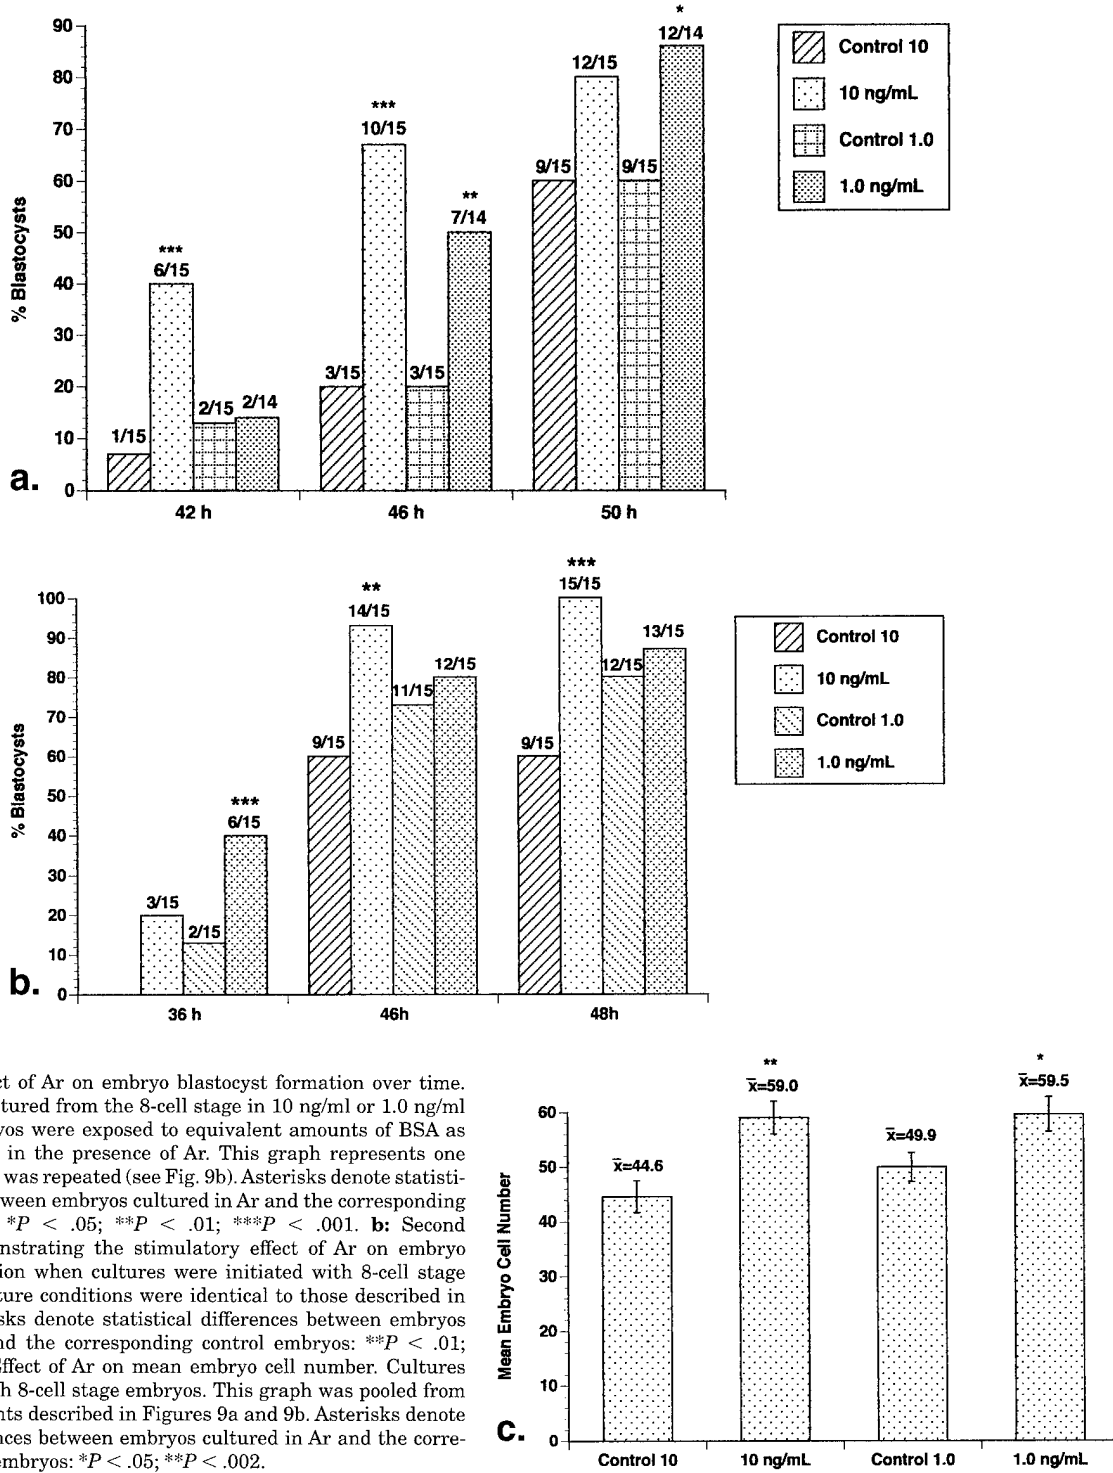 *
90
12/14
Control 10
12/15
80
10 ng/mL
***
10/15
70
Control 1.0
9/15
9/15
60
1.0 ng/mL
**
7/14
50
% Blastocysts
***
6/15
40
30
3/15
3/15
20
2/15
2/14
1/15
10
a.
0
42 h
46 h
50 h
***
15/15
**
14/15
100
Control 10
90
13/15
12/15
12/15
80
10 ng/mL
11/15
70
Control 1.0
9/15
9/15
60
1.0 ng/mL
% Blastocysts
50
***
6/15
40
30
3/15
20
2/15
10
b.
0
36 h
46h
48h
ct of Ar on embryo blastocyst formation over time.
tured from the 8-cell stage in 10 ng/ml or 1.0 ng/ml
yos were exposed to equivalent amounts of BSA as
in the presence of Ar. This graph represents one
was repeated (see Fig. 9b). Asterisks denote statisti-
ween embryos cultured in Ar and the corresponding
*P < .05; **P < .01; ***P < .001. b: Second
nstrating the stimulatory effect of Ar on embryo
ion when cultures were initiated with 8-cell stage
ture conditions were identical to those described in
sks denote statistical differences between embryos
nd the corresponding control embryos: **P < .01;
Effect of Ar on mean embryo cell number. Cultures
h 8-cell stage embryos. This graph was pooled from
nts described in Figures 9a and 9b. Asterisks denote
nces between embryos cultured in Ar and the corre-
embryos: *P < .05; **P < .002.
**
x̄=59.0
*
x̄=59.5
60
x̄=49.9
50
x̄=44.6
40
Mean Embryo Cell Number
30
20
10
c.
0
Control 10
10 ng/mL
Control 1.0
1.0 ng/mL